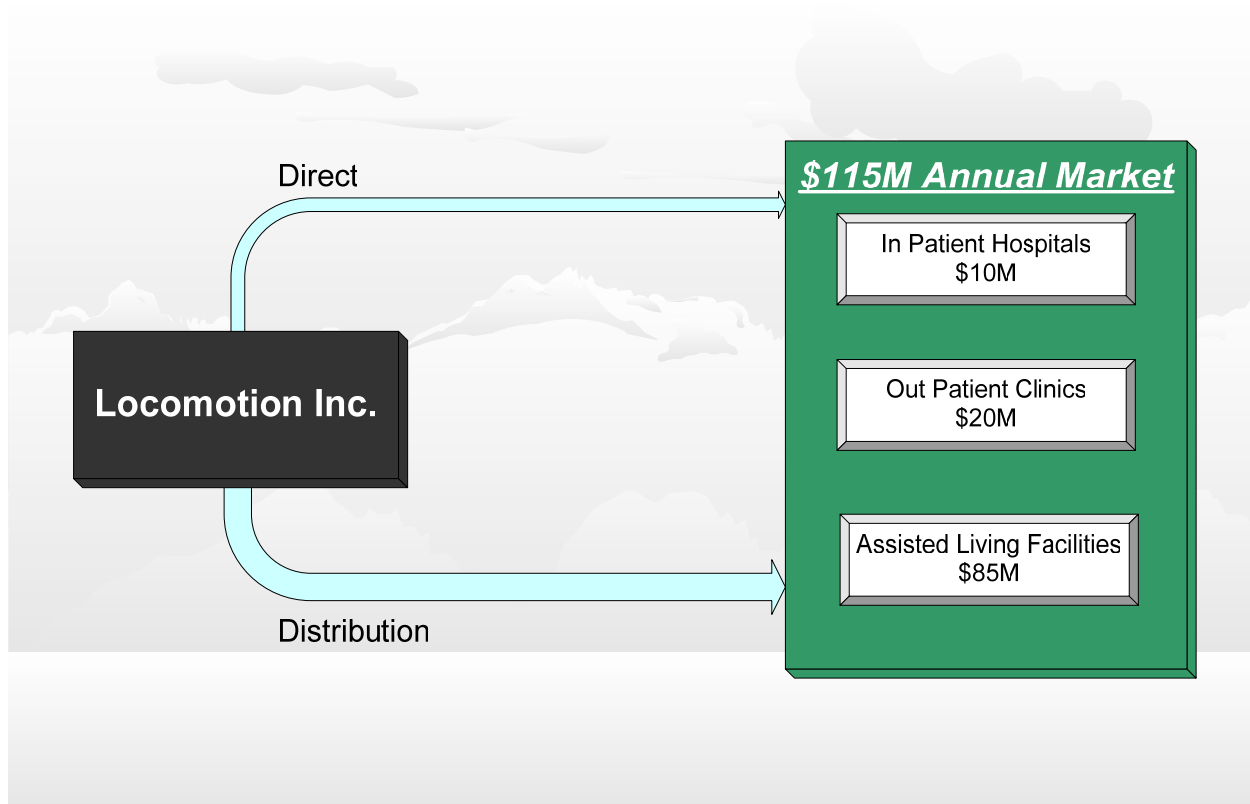 Direct
$115M Annual Market
In Patient Hospitals
$10M
Locomotion Inc.
Out Patient Clinics
$20M
Assisted Living Facilities
$85M
Distribution